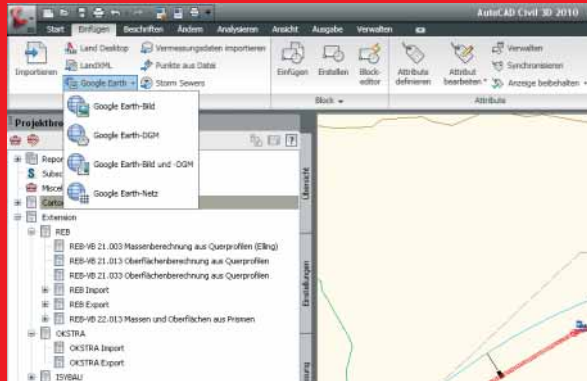 AutoCAD Civil 3D 2010
Start Einfügen Beschriften Ändern Analysieren Ansicht Ausgabe Verwalten
Land Desktop Vermessungsdaten importieren
Importieren LandXML Punkte aus Datei
Google Earth Storm Sewers
Einfügen Erstellen Block-editor
Attribute definieren Attribut bearbeiten
Verwalten
Synchronisieren
Anzeige beibehalten
Block Attribute
Google Earth-Bild
Google Earth-DGM
Google Earth-Bild und -DGM
Google Earth-Netz
Projektbro
Repor
Subsc
Miscel
Carto
Extension
REB
REB-VB 21.003 Massenberechnung aus Querprofilen (Elling)
REB-VB 21.013 Oberflächenberechnung aus Querprofilen
REB-VB 21.033 Oberflächenberechnung aus Querprofilen
REB Import
REB Export
REB-VB 22.013 Massen und Oberflächen aus Prismen
OKSTRA
OKSTRA Import
OKSTRA Export
ISYBAU
Übersicht
Einstellungen